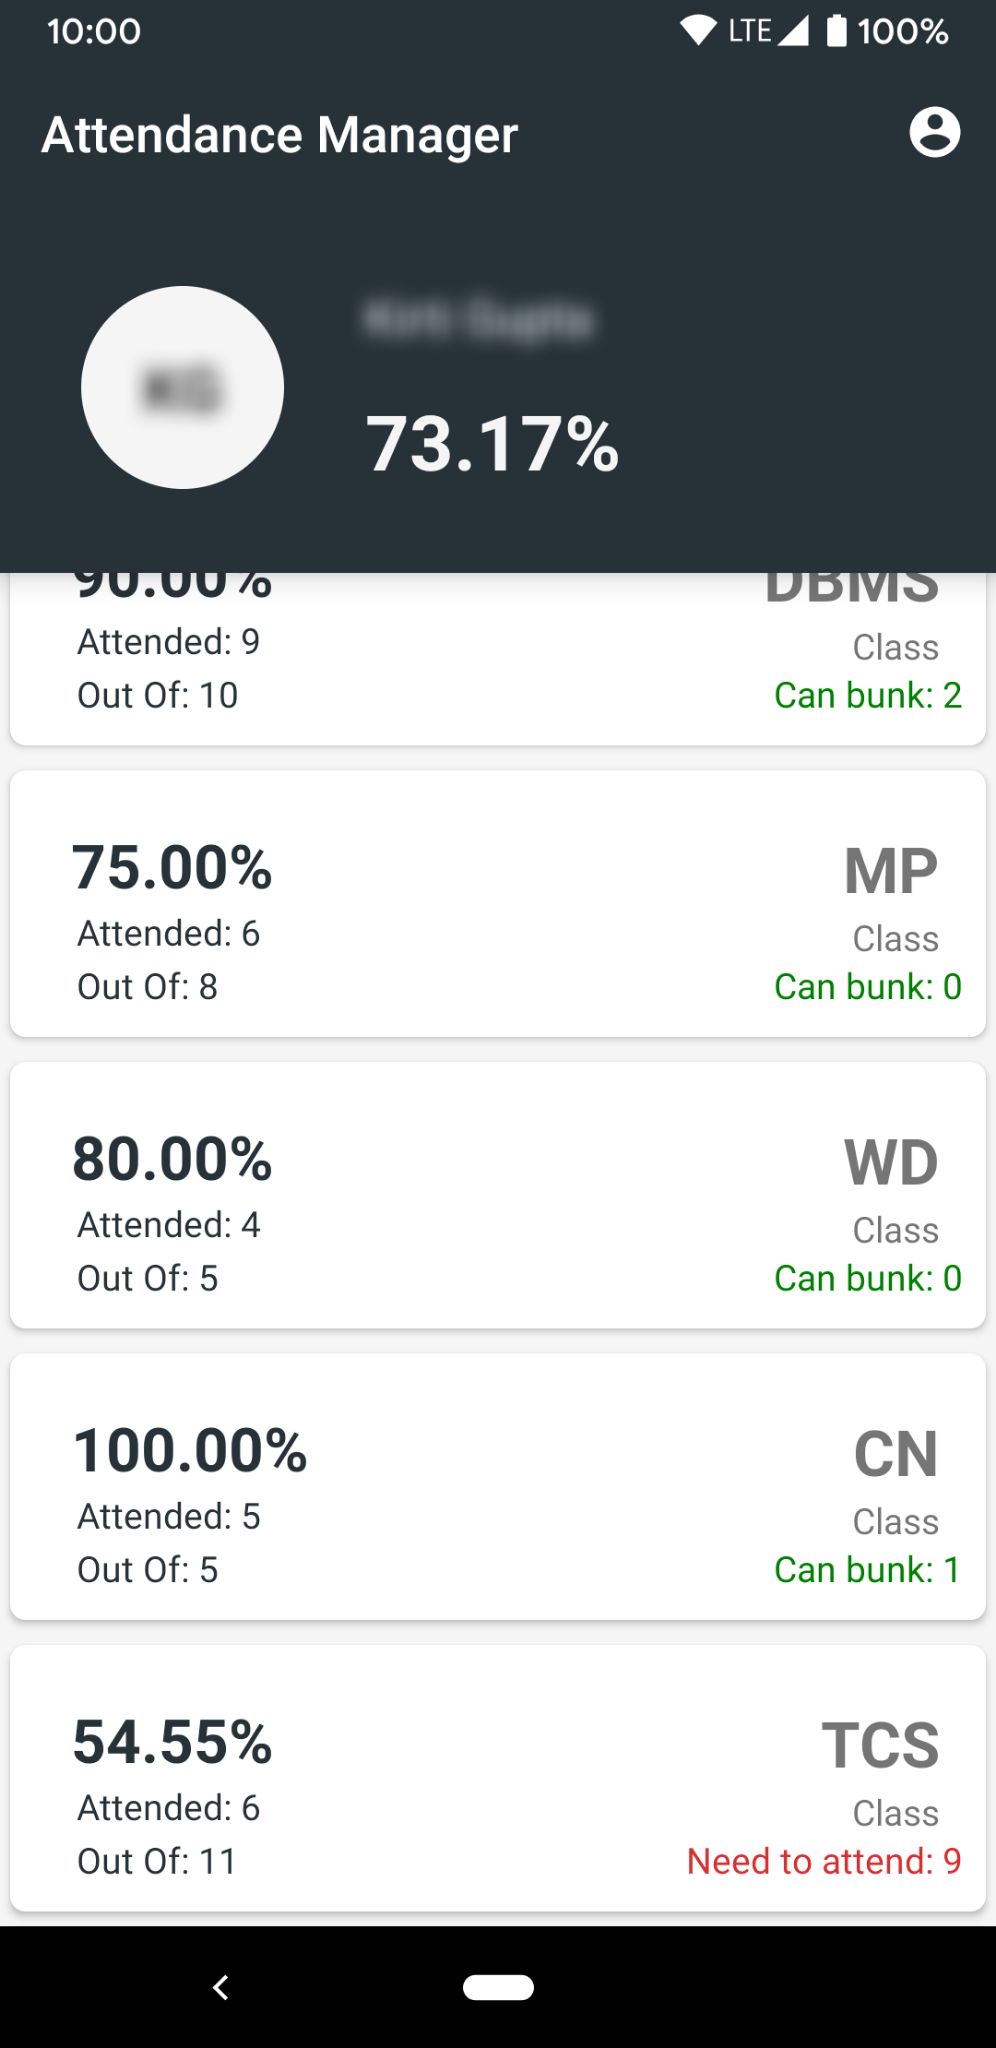 10:00 LTE 100%
Attendance Manager
73.17%
90.00% DBMS
Attended: 9 Class
Out Of: 10 Can bunk: 2
75.00% MP
Attended: 6 Class
Out Of: 8 Can bunk: 0
80.00% WD
Attended: 4 Class
Out Of: 5 Can bunk: 0
100.00% CN
Attended: 5 Class
Out Of: 5 Can bunk: 1
54.55% TCS
Attended: 6 Class
Out Of: 11 Need to attend: 9